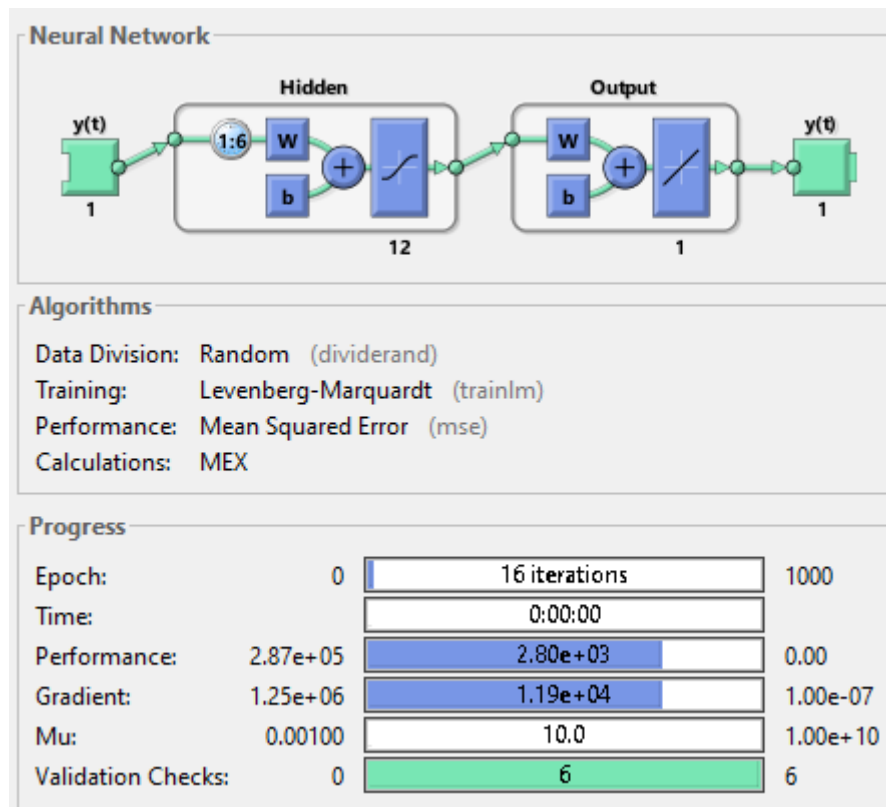 Neural Network
Hidden
Output
y(t)
1:6
W
b
+
12
W
b
+
1
y(t)
1
1
Algorithms
Data Division: Random (dividerand)
Training: Levenberg-Marquardt (trainlm)
Performance: Mean Squared Error (mse)
Calculations: MEX
Progress
Epoch: 0 16 iterations 1000
Time: 0:00:00
Performance: 2.87e+05 2.80e+03 0.00
Gradient: 1.25e+06 1.19e+04 1.00e-07
Mu: 0.00100 10.0 1.00e+10
Validation Checks: 0 6 6